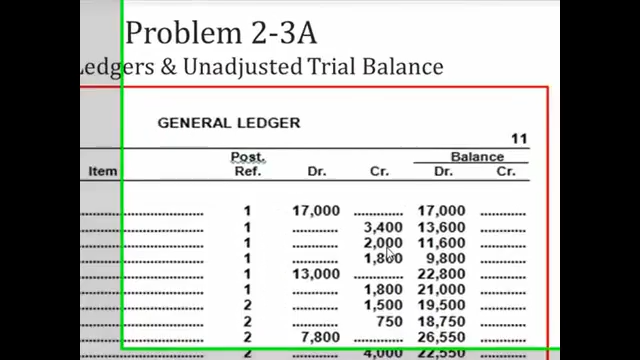 Problem 2-3A
Ledgers & Unadjusted Trial Balance
GENERAL LEDGER
11
Post. Balance
Item Ref. Dr. Cr. Dr. Cr.
1 17,000 .............. 17,000 ..............
1 .............. 3,400 13,600 ..............
1 .............. 2,000 11,600 ..............
1 .............. 1,800 9,800 ..............
1 13,000 .............. 22,800 ..............
1 .............. 1,800 21,000 ..............
2 .............. 1,500 19,500 ..............
2 .............. 750 18,750 ..............
2 7,800 .............. 26,550 ..............
2 .............. 4,000 22,550 ..............